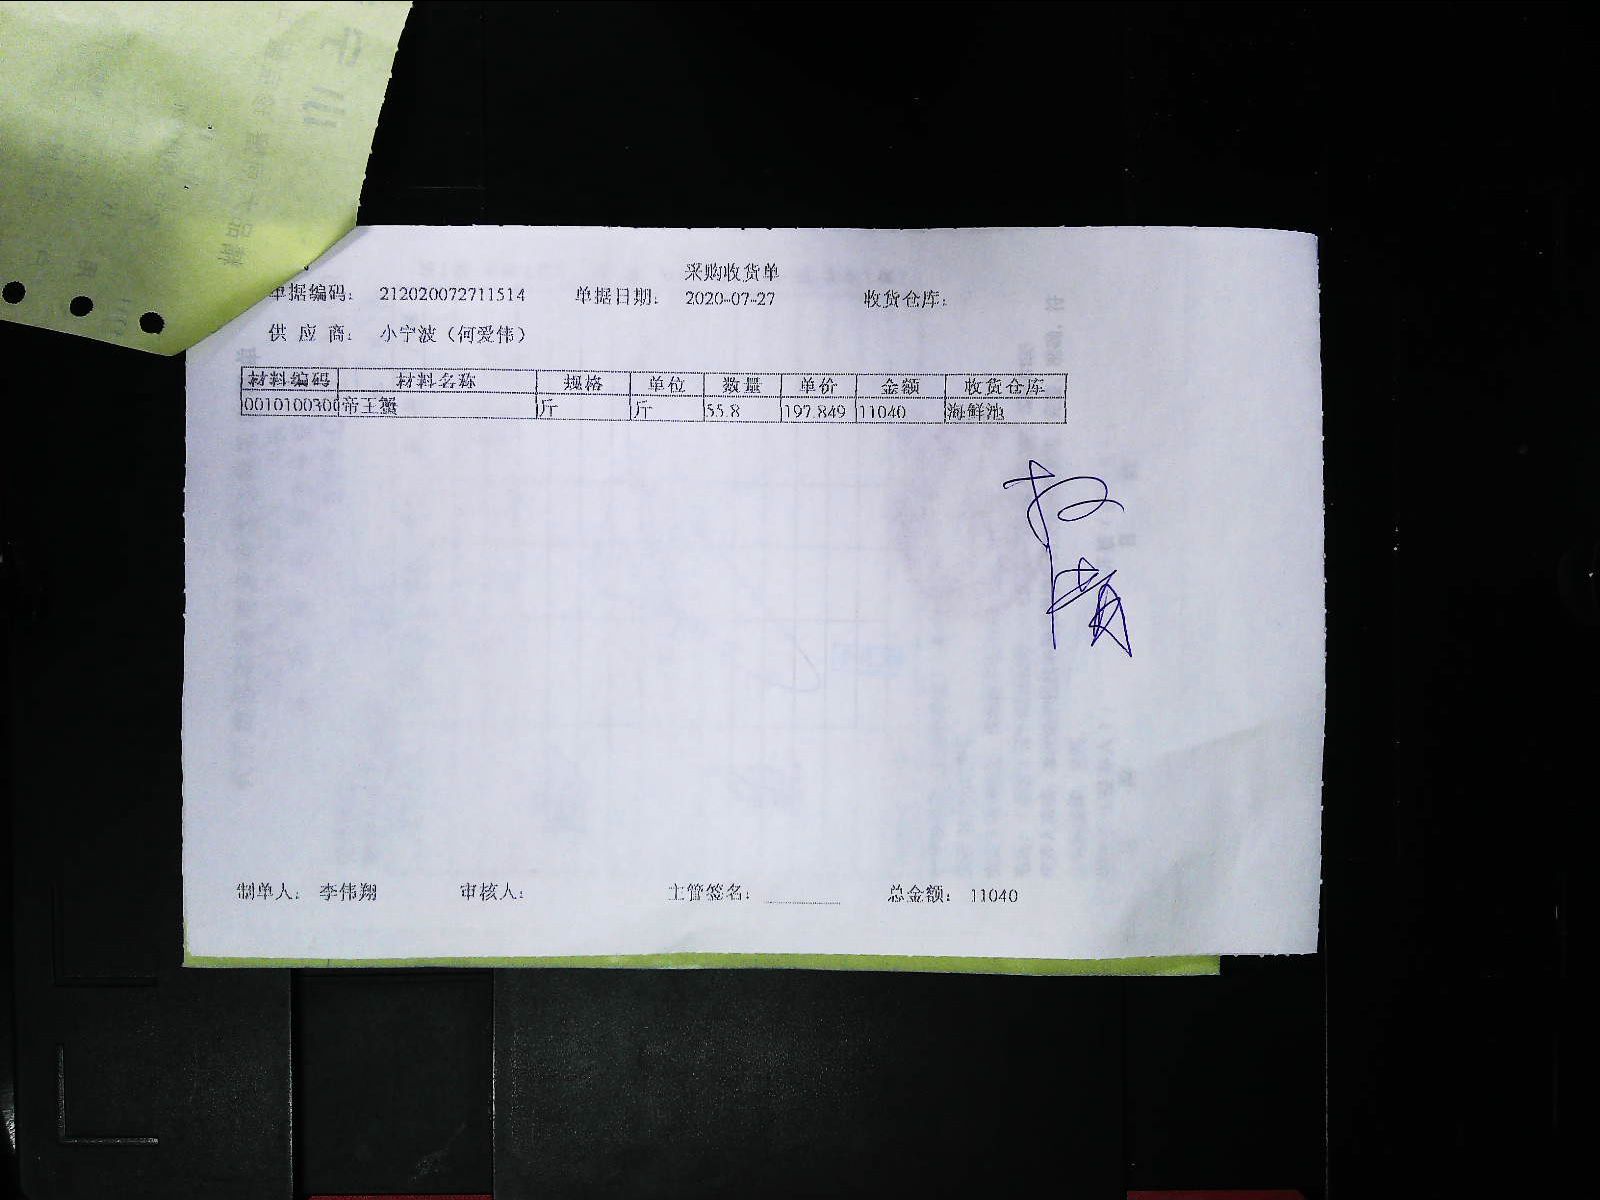 采购收货单
单据编码： 212020072711514 单据日期： 2020-07-27 收货仓库：
供 应 商： 小宁波（何爱伟）
材料编码 材料名称 规格 单位 数量 单价 金额 收货仓库
0010100300 帝王蟹 斤 斤 55.8 197.849 11040 海鲜池
制单人： 李伟翔 审核人： 主管签名： 总金额： 11040